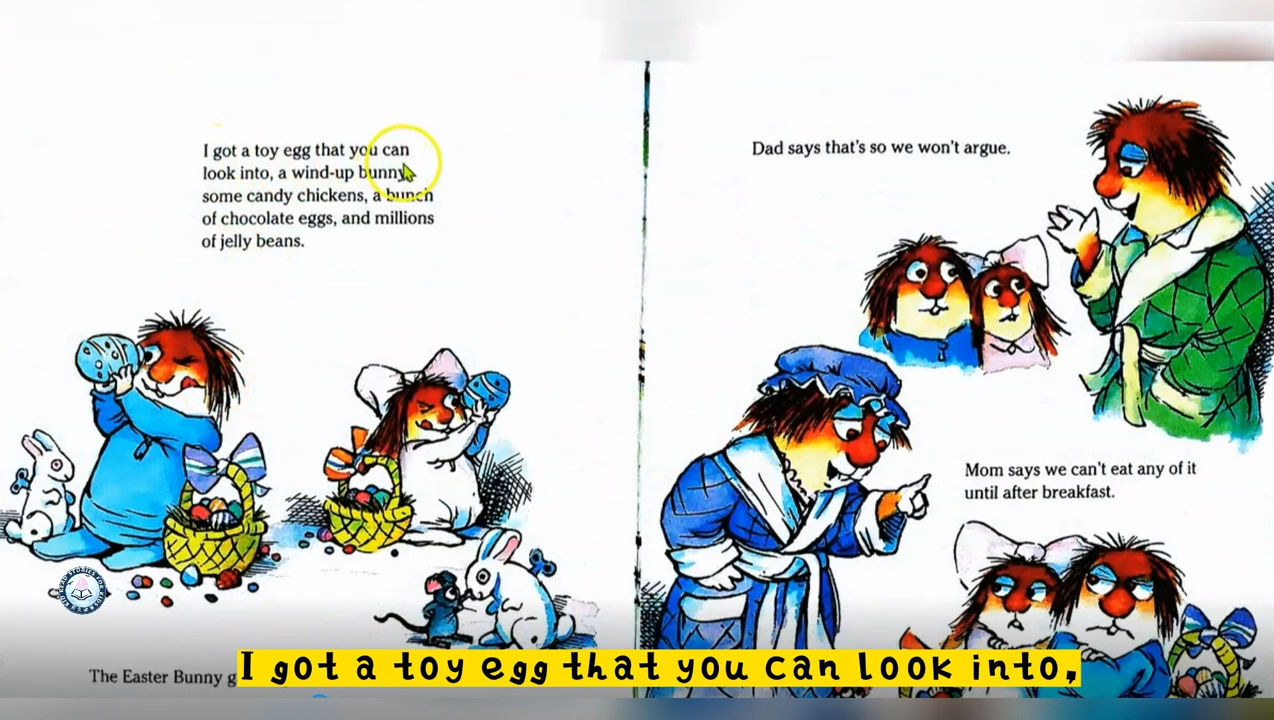 I got a toy egg that you can
look into, a wind-up bunny,
some candy chickens, a bunch
of chocolate eggs, and millions
of jelly beans.
The Easter Bunny g
Dad says that's so we won't argue.
Mom says we can't eat any of it
until after breakfast.
I got a toy egg that you can look into,